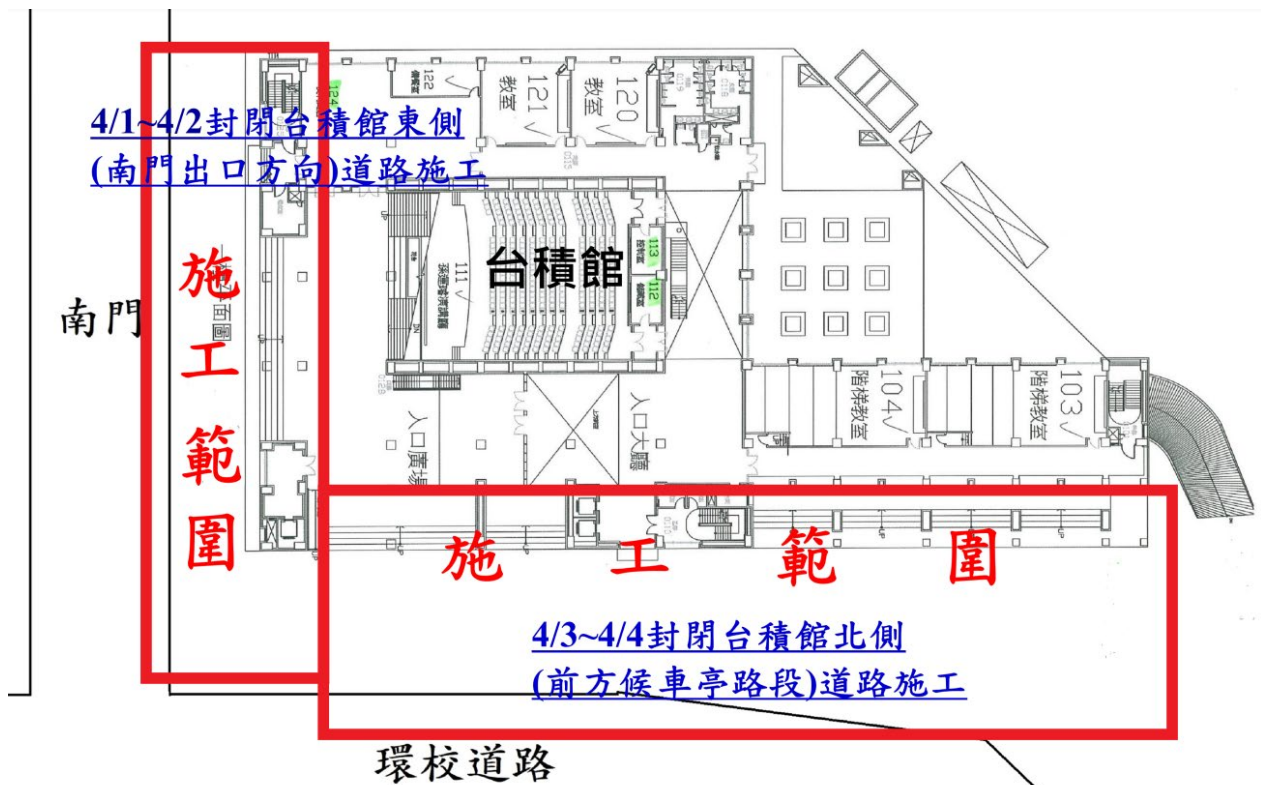 4/1~4/2封閉台積館東側
(南門出口方向)道路施工
施工範圍
南門
台積館
124
122
121
教室
120
教室
113
112
111
入口廣場
入口大廳
104
階梯教室
103
階梯教室
施工範圍
4/3~4/4封閉台積館北側
(前方候車亭路段)道路施工
環校道路